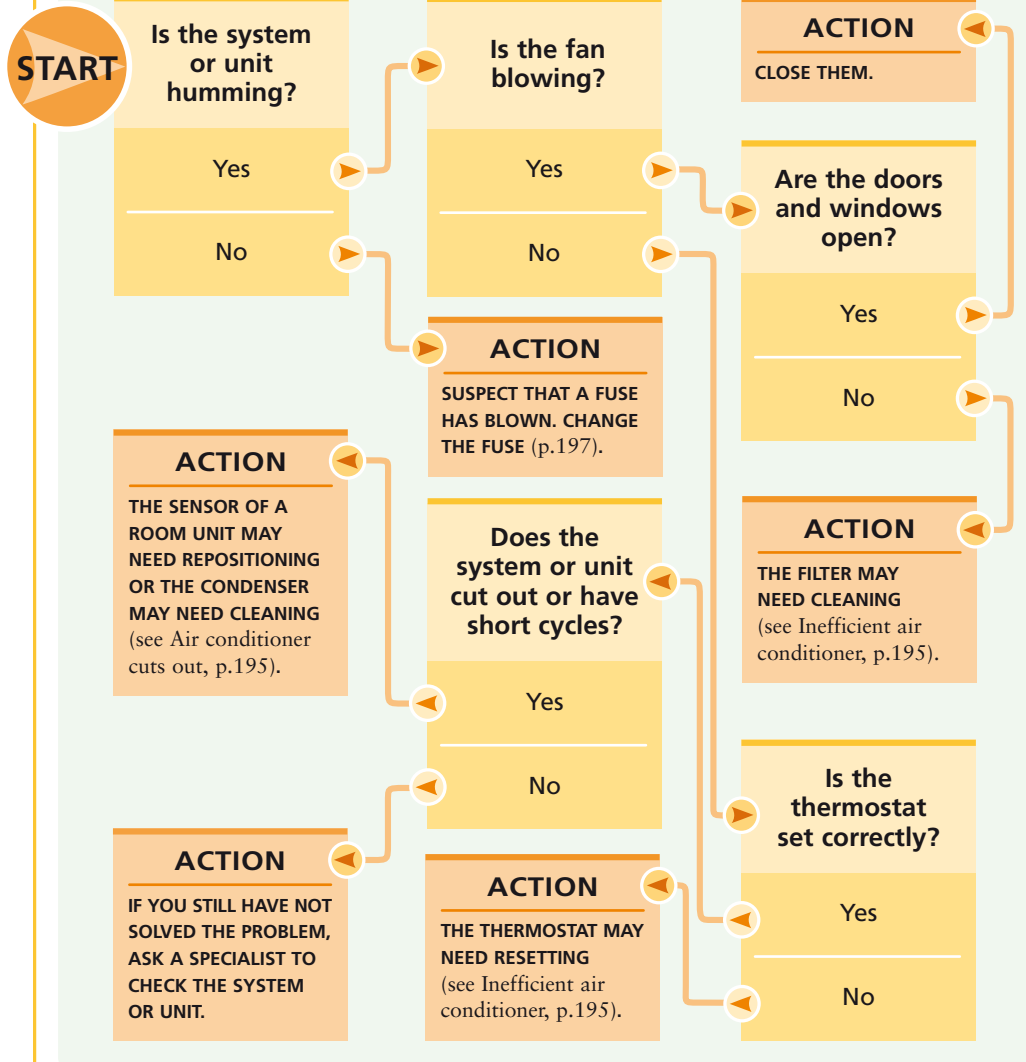 START
Is the system
or unit
humming?
Yes
No
Is the fan
blowing?
Yes
No
ACTION
CLOSE THEM.
Are the doors
and windows
open?
Yes
No
ACTION
SUSPECT THAT A FUSE
HAS BLOWN. CHANGE
THE FUSE (p.197).
ACTION
THE SENSOR OF A
ROOM UNIT MAY
NEED REPOSITIONING
OR THE CONDENSER
MAY NEED CLEANING
(see Air conditioner
cuts out, p.195).
Does the
system or unit
cut out or have
short cycles?
Yes
No
ACTION
THE FILTER MAY
NEED CLEANING
(see Inefficient air
conditioner, p.195).
Is the
thermostat
set correctly?
Yes
No
ACTION
IF YOU STILL HAVE NOT
SOLVED THE PROBLEM,
ASK A SPECIALIST TO
CHECK THE SYSTEM
OR UNIT.
ACTION
THE THERMOSTAT MAY
NEED RESETTING
(see Inefficient air
conditioner, p.195).